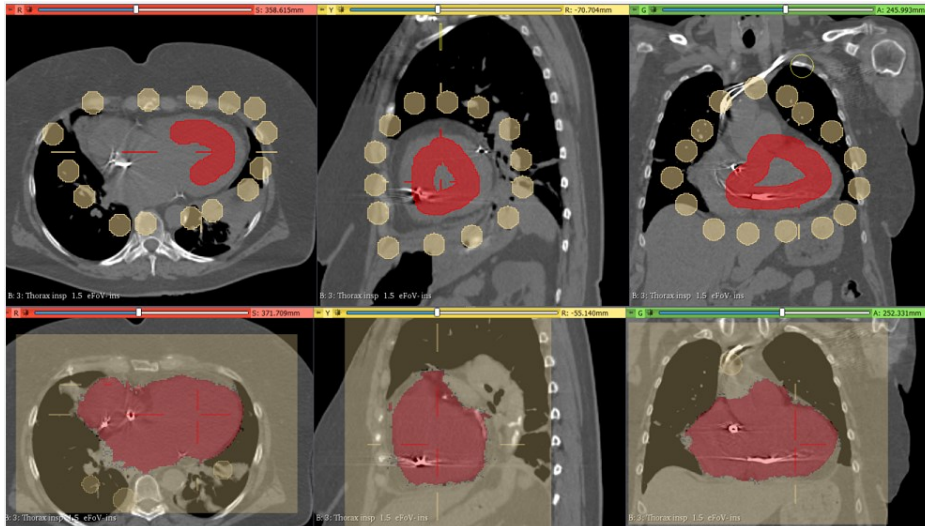 R S: 358.615mm
Y R: -70.704mm
G A: 245.993mm
B: 3: Thorax insp 1.5 eFoV-ins
B: 3: Thorax insp 1.5 eFoV-ins
B: 3: Thorax insp 1.5 eFoV-ins
R S: 371.709mm
Y R: -55.140mm
G A: 252.331mm
B: 3: Thorax insp 1.5 eFoV-ins
B: 3: Thorax insp 1.5 eFoV-ins
B: 3: Thorax insp 1.5 eFoV-ins